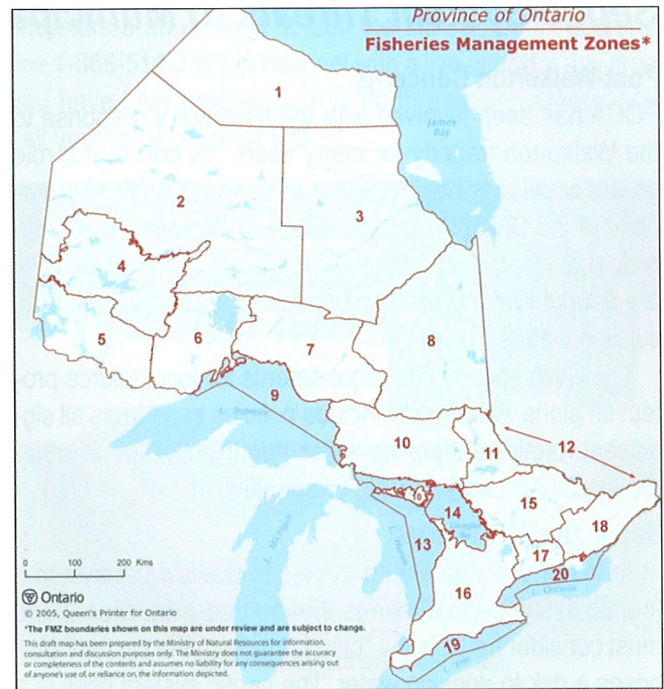 Province of Ontario
Fisheries Management Zones*
1
James
Bay
2
3
4
5
6
7
8
9
Superior
10
11
12
10
14
Georgian
Bay
15
18
13
L. Huron
L. Michigan
17
20
L. Ontario
16
19
L. Erie
0 100 200 Kms
Ontario
© 2005, Queen's Printer for Ontario
*The FMZ boundaries shown on this map are under review and are subject to change.
This draft map has been prepared by the Ministry of Natural Resources for information,
consultation and discussion purposes only. The Ministry does not guarantee the accuracy
or completeness of the contents and assumes no liability for any consequences arising out
of anyone's use of, or reliance on, the information depicted.